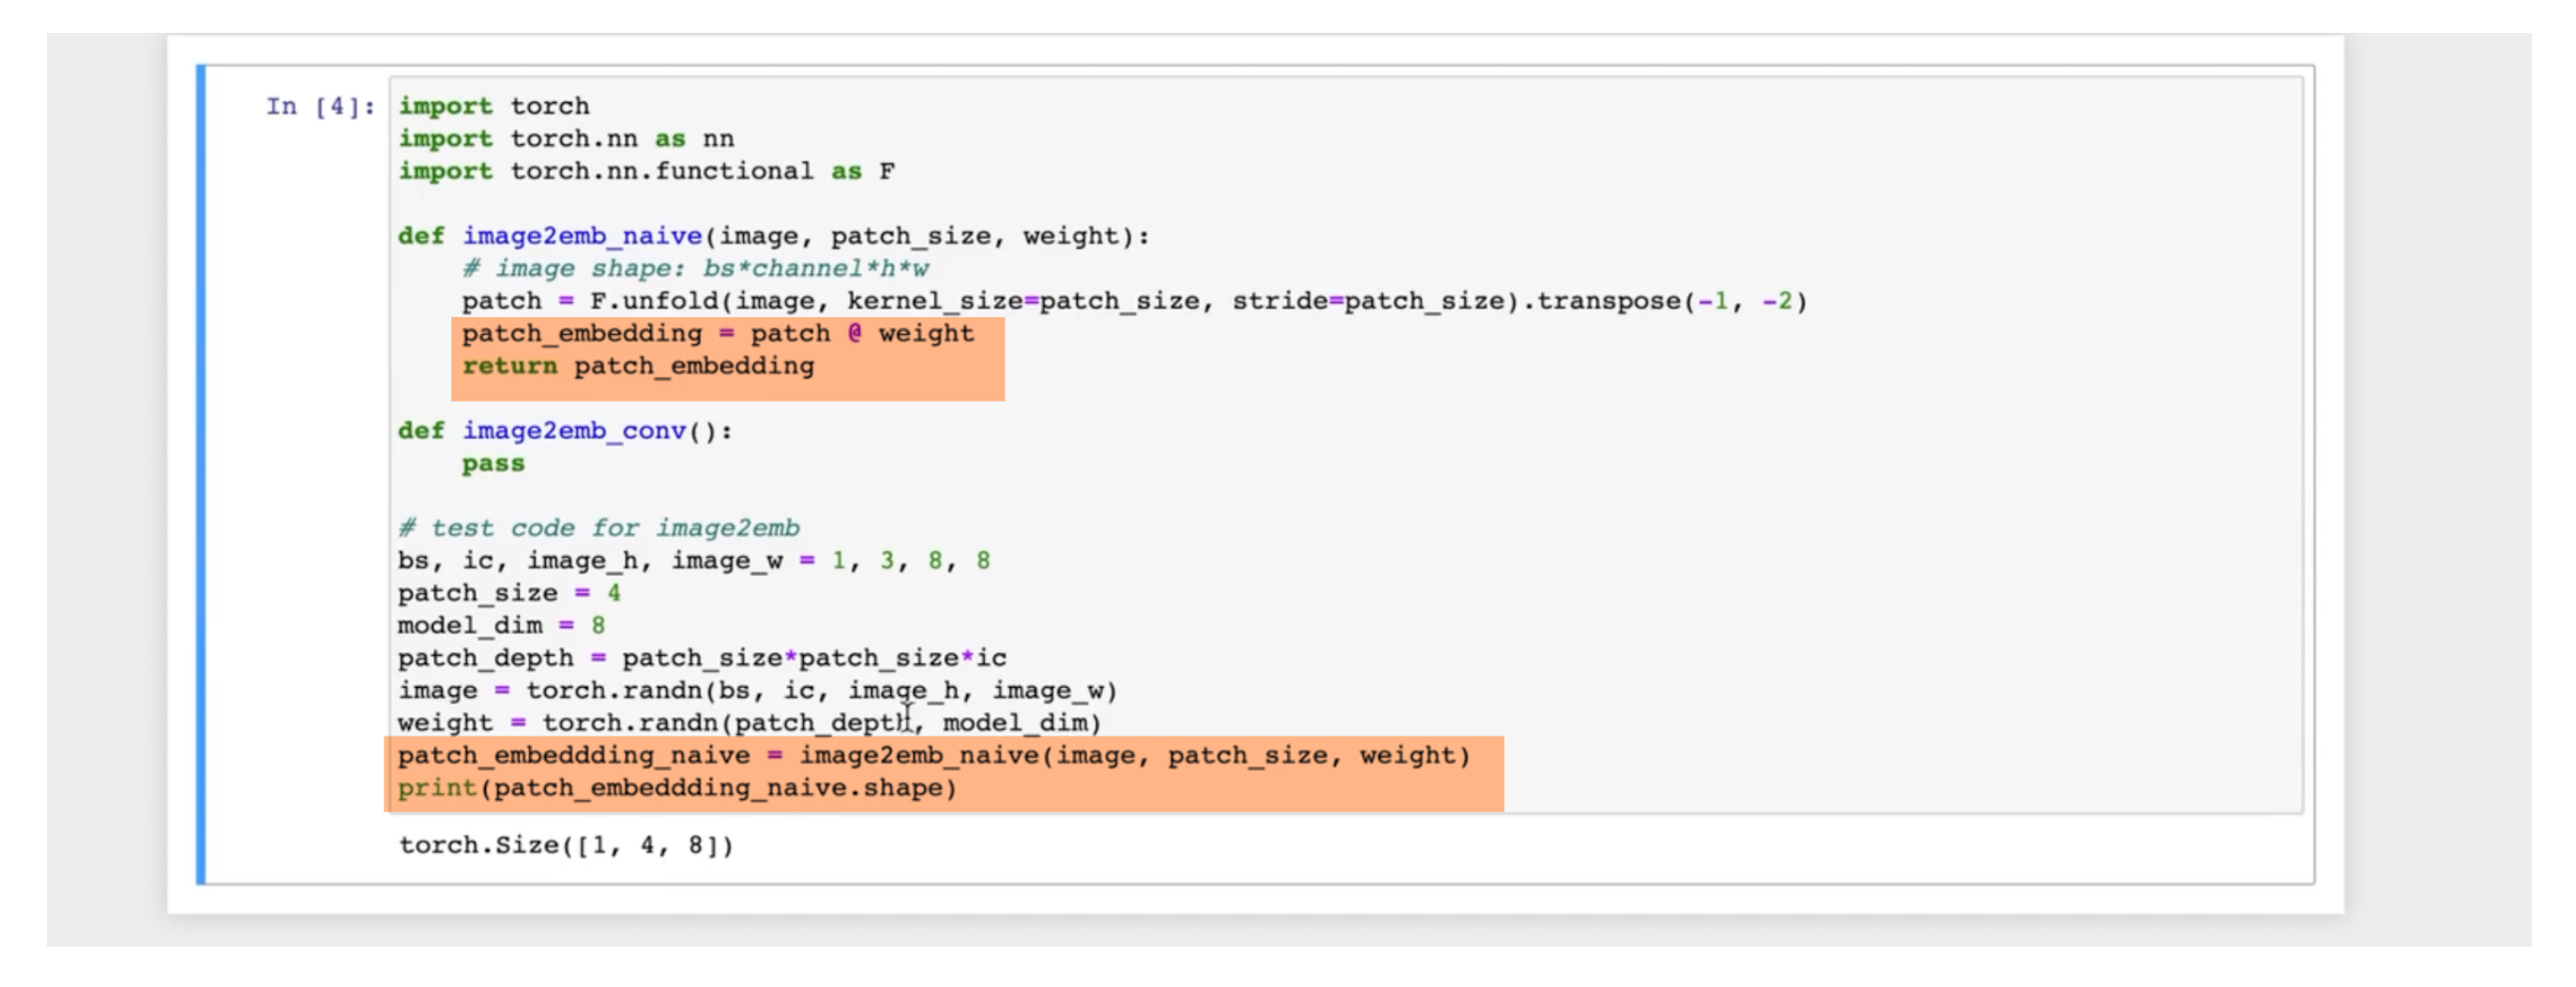 In [4]: import torch
import torch.nn as nn
import torch.nn.functional as F
def image2emb_naive(image, patch_size, weight):
# image shape: bs*channel*h*w
patch = F.unfold(image, kernel_size=patch_size, stride=patch_size).transpose(-1, -2)
patch_embedding = patch @ weight
return patch_embedding
def image2emb_conv():
pass
# test code for image2emb
bs, ic, image_h, image_w = 1, 3, 8, 8
patch_size = 4
model_dim = 8
patch_depth = patch_size*patch_size*ic
image = torch.randn(bs, ic, image_h, image_w)
weight = torch.randn(patch_depth, model_dim)
patch_embeddding_naive = image2emb_naive(image, patch_size, weight)
print(patch_embeddding_naive.shape)
torch.Size([1, 4, 8])